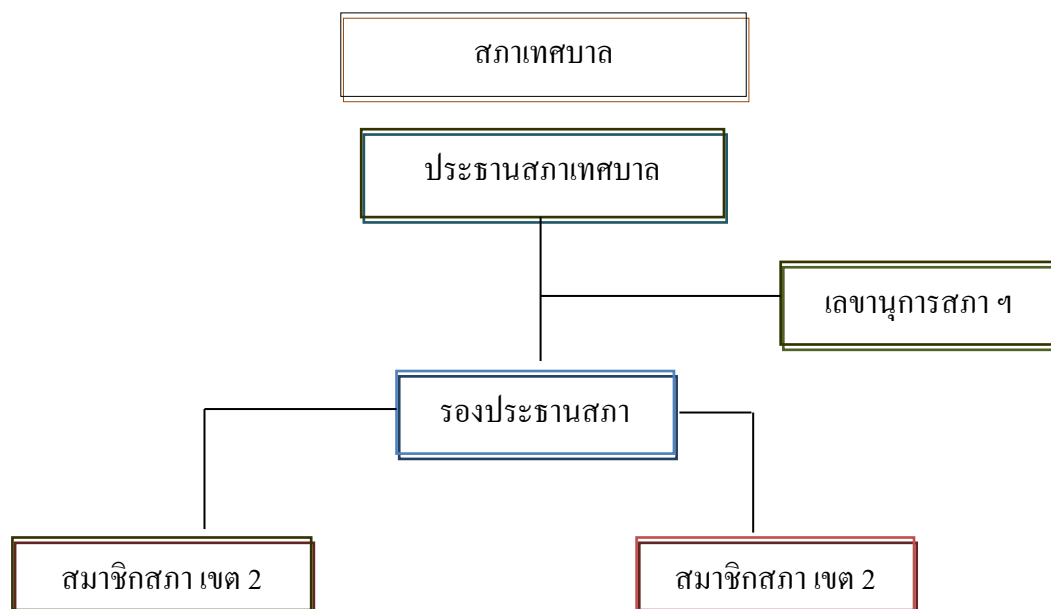 สภาเทศบาล
ประธานสภาเทศบาล
เลขานุการสภา ฯ
รองประธานสภา
สมาชิกสภา เขต 2
สมาชิกสภา เขต 2